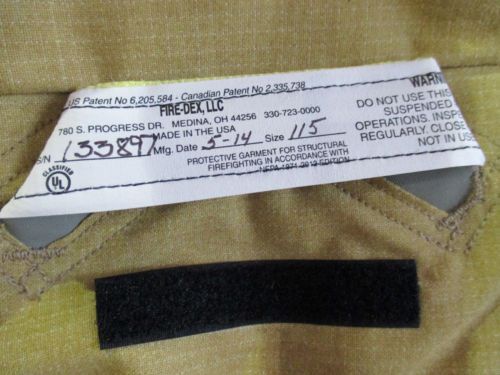 US Patent No 6,205,584 - Canadian Patent No 2,335,738
FIRE-DEX, LLC
780 S. PROGRESS DR. MEDINA, OH 44256 330-723-0000
MADE IN THE USA
S/N 133897 Mfg. Date 5-14 Size 115
PROTECTIVE GARMENT FOR STRUCTURAL
FIREFIGHTING IN ACCORDANCE WITH
NFPA 1971-2013 EDITION
CLASSIFIED
UL
WARN
DO NOT USE THIS
SUSPENDED
OPERATIONS. INSPE
REGULARLY. CLOSE
NOT IN USE